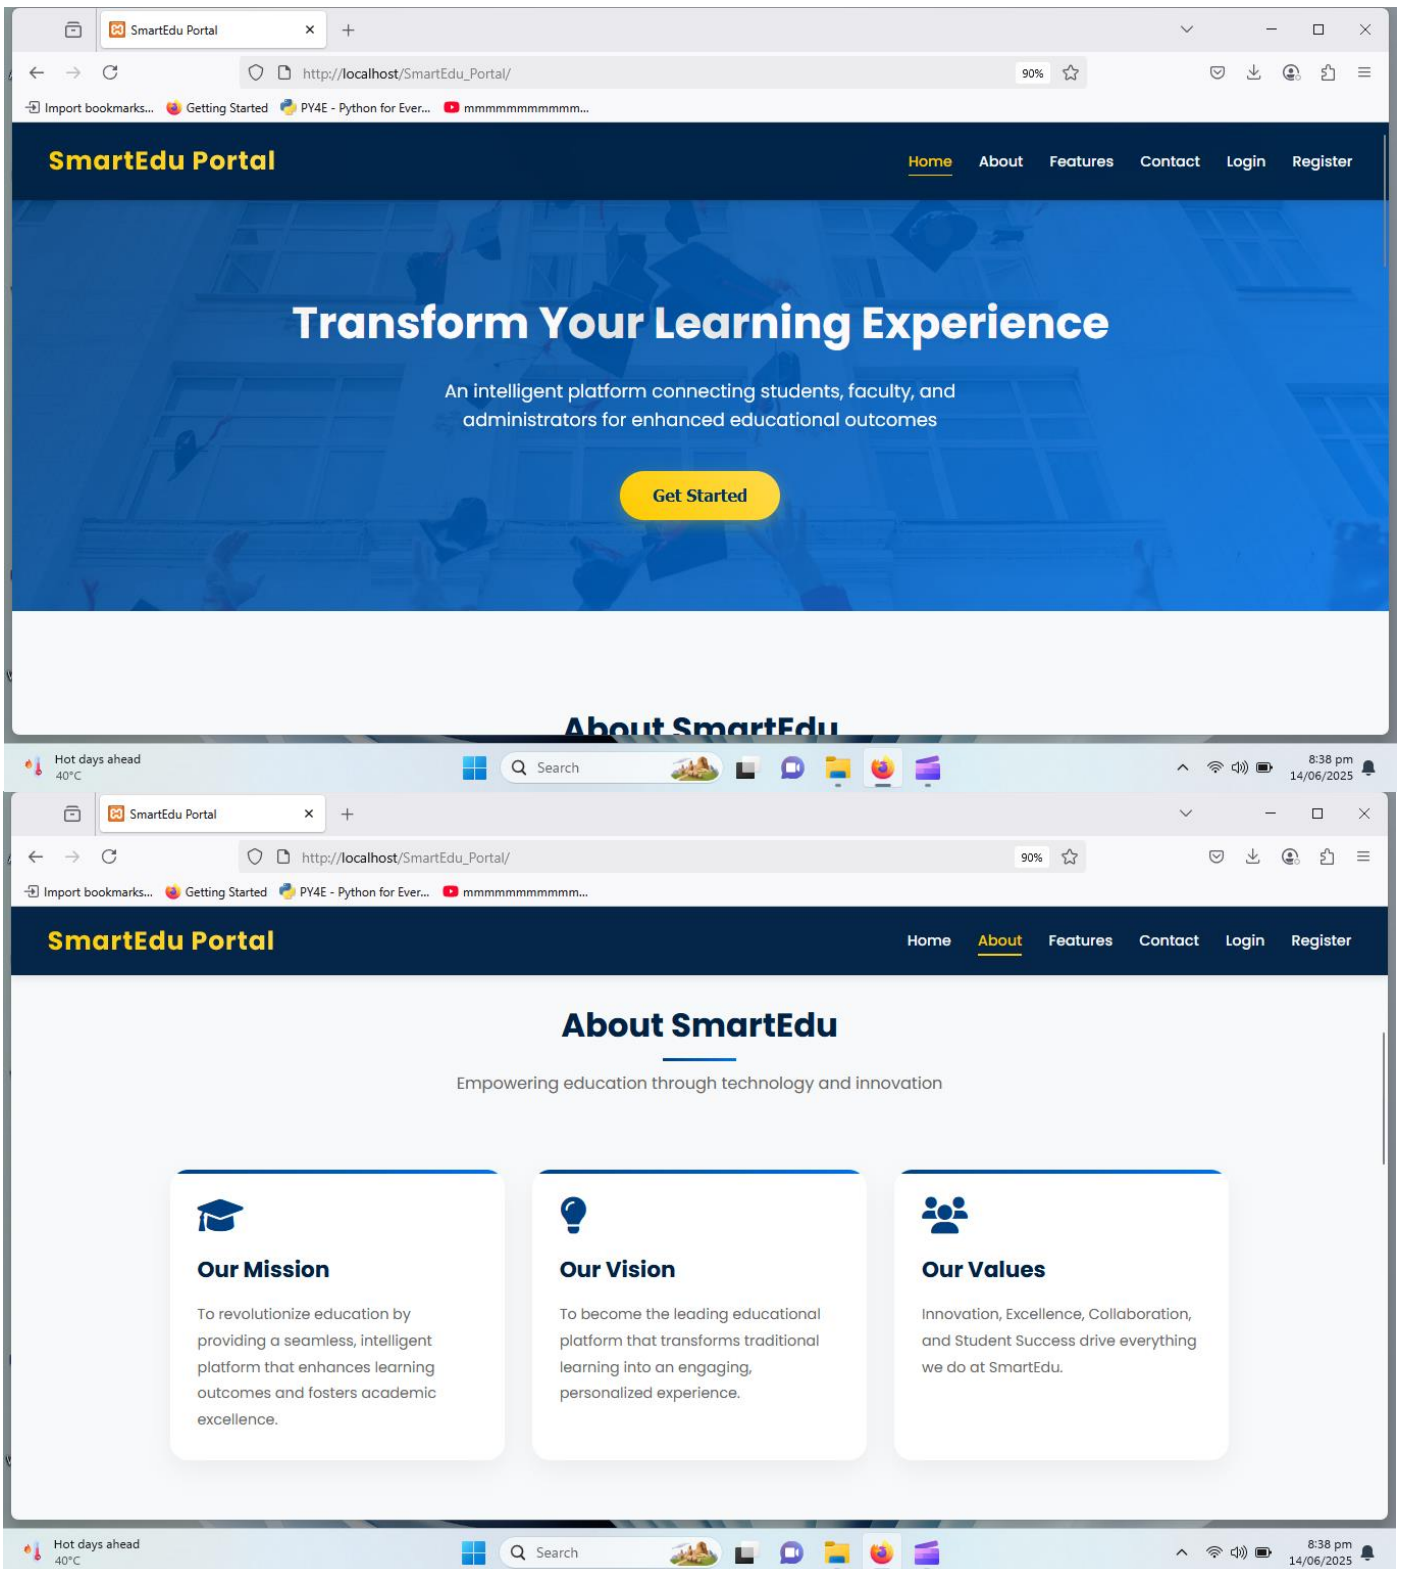 SmartEdu Portal
http://localhost/SmartEdu_Portal/
90%
Import bookmarks... Getting Started PY4E - Python for Ever... mmmmmmmmmmm...
SmartEdu Portal
Home About Features Contact Login Register
Transform Your Learning Experience
An intelligent platform connecting students, faculty, and
administrators for enhanced educational outcomes
Get Started
About SmartEdu
Hot days ahead
40°C
Search
8:38 pm
14/06/2025
SmartEdu Portal
http://localhost/SmartEdu_Portal/
90%
Import bookmarks... Getting Started PY4E - Python for Ever... mmmmmmmmmmm...
SmartEdu Portal
Home About Features Contact Login Register
About SmartEdu
Empowering education through technology and innovation
Our Mission
To revolutionize education by
providing a seamless, intelligent
platform that enhances learning
outcomes and fosters academic
excellence.
Our Vision
To become the leading educational
platform that transforms traditional
learning into an engaging,
personalized experience.
Our Values
Innovation, Excellence, Collaboration,
and Student Success drive everything
we do at SmartEdu.
Hot days ahead
40°C
Search
8:38 pm
14/06/2025